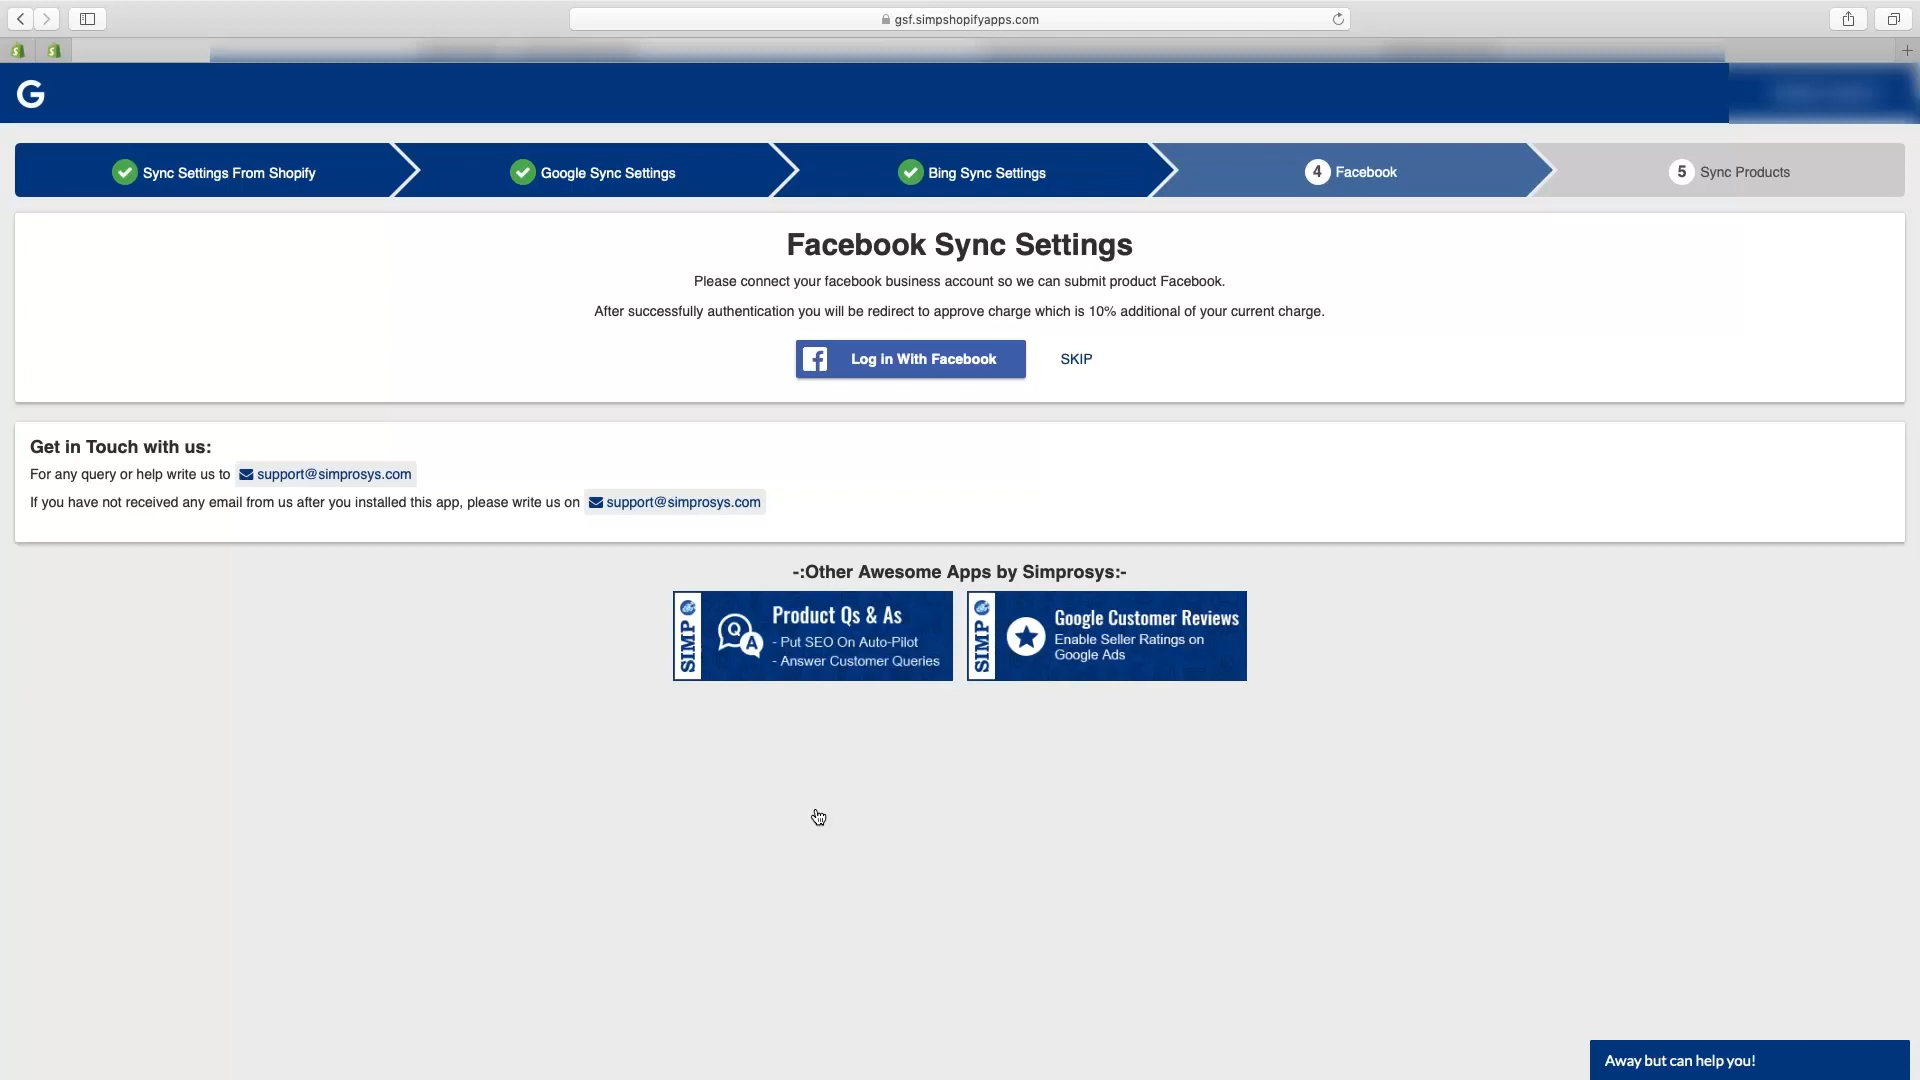 gsf.simpshopifyapps.com
G
Sync Settings From Shopify
Google Sync Settings
Bing Sync Settings
4 Facebook
5 Sync Products
Facebook Sync Settings
Please connect your facebook business account so we can submit product Facebook.
After successfully authentication you will be redirect to approve charge which is 10% additional of your current charge.
Log in With Facebook
SKIP
Get in Touch with us:
For any query or help write us to support@simprosys.com
If you have not received any email from us after you installed this app, please write us on support@simprosys.com
-:Other Awesome Apps by Simprosys:-
SIMP
Q A
Product Qs & As
- Put SEO On Auto-Pilot
- Answer Customer Queries
SIMP
Google Customer Reviews
Enable Seller Ratings on
Google Ads
Away but can help you!